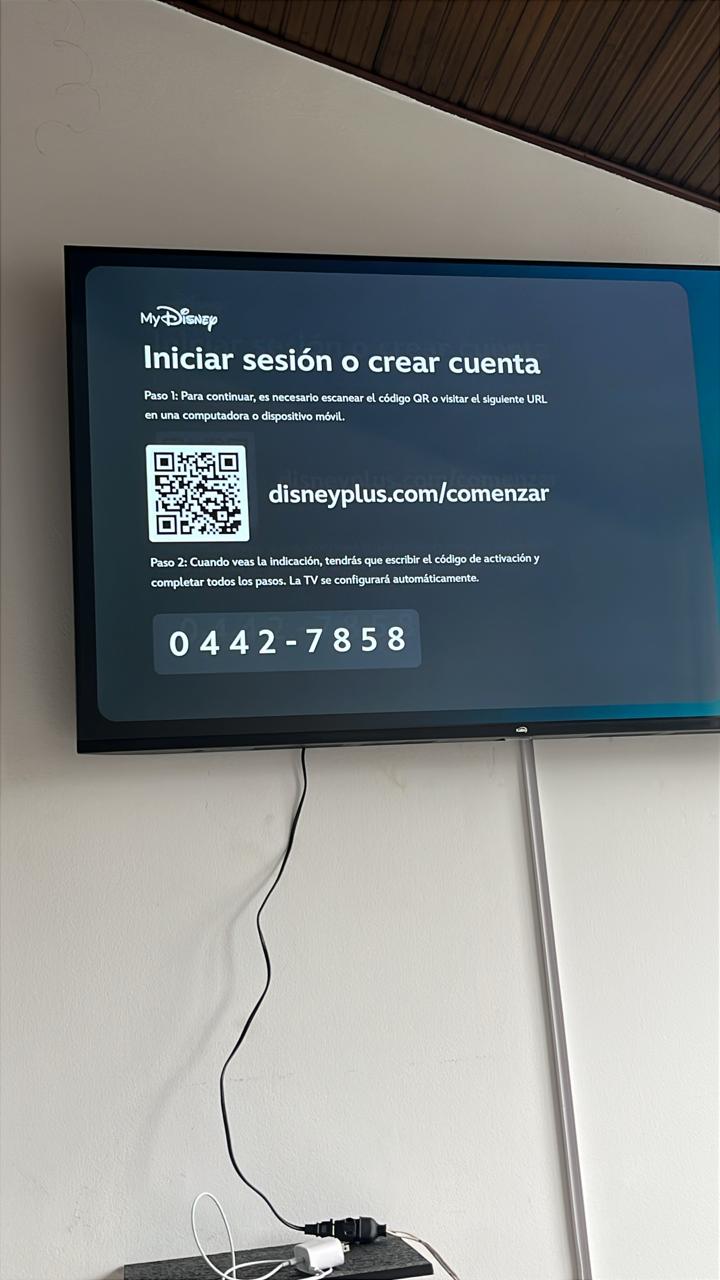 My Disney
Iniciar sesión o crear cuenta
Paso 1: Para continuar, es necesario escanear el código QR o visitar el siguiente URL
en una computadora o dispositivo móvil.
disneyplus.com/comenzar
Paso 2: Cuando veas la indicación, tendrás que escribir el código de activación y
completar todos los pasos. La TV se configurará automáticamente.
0442-7858